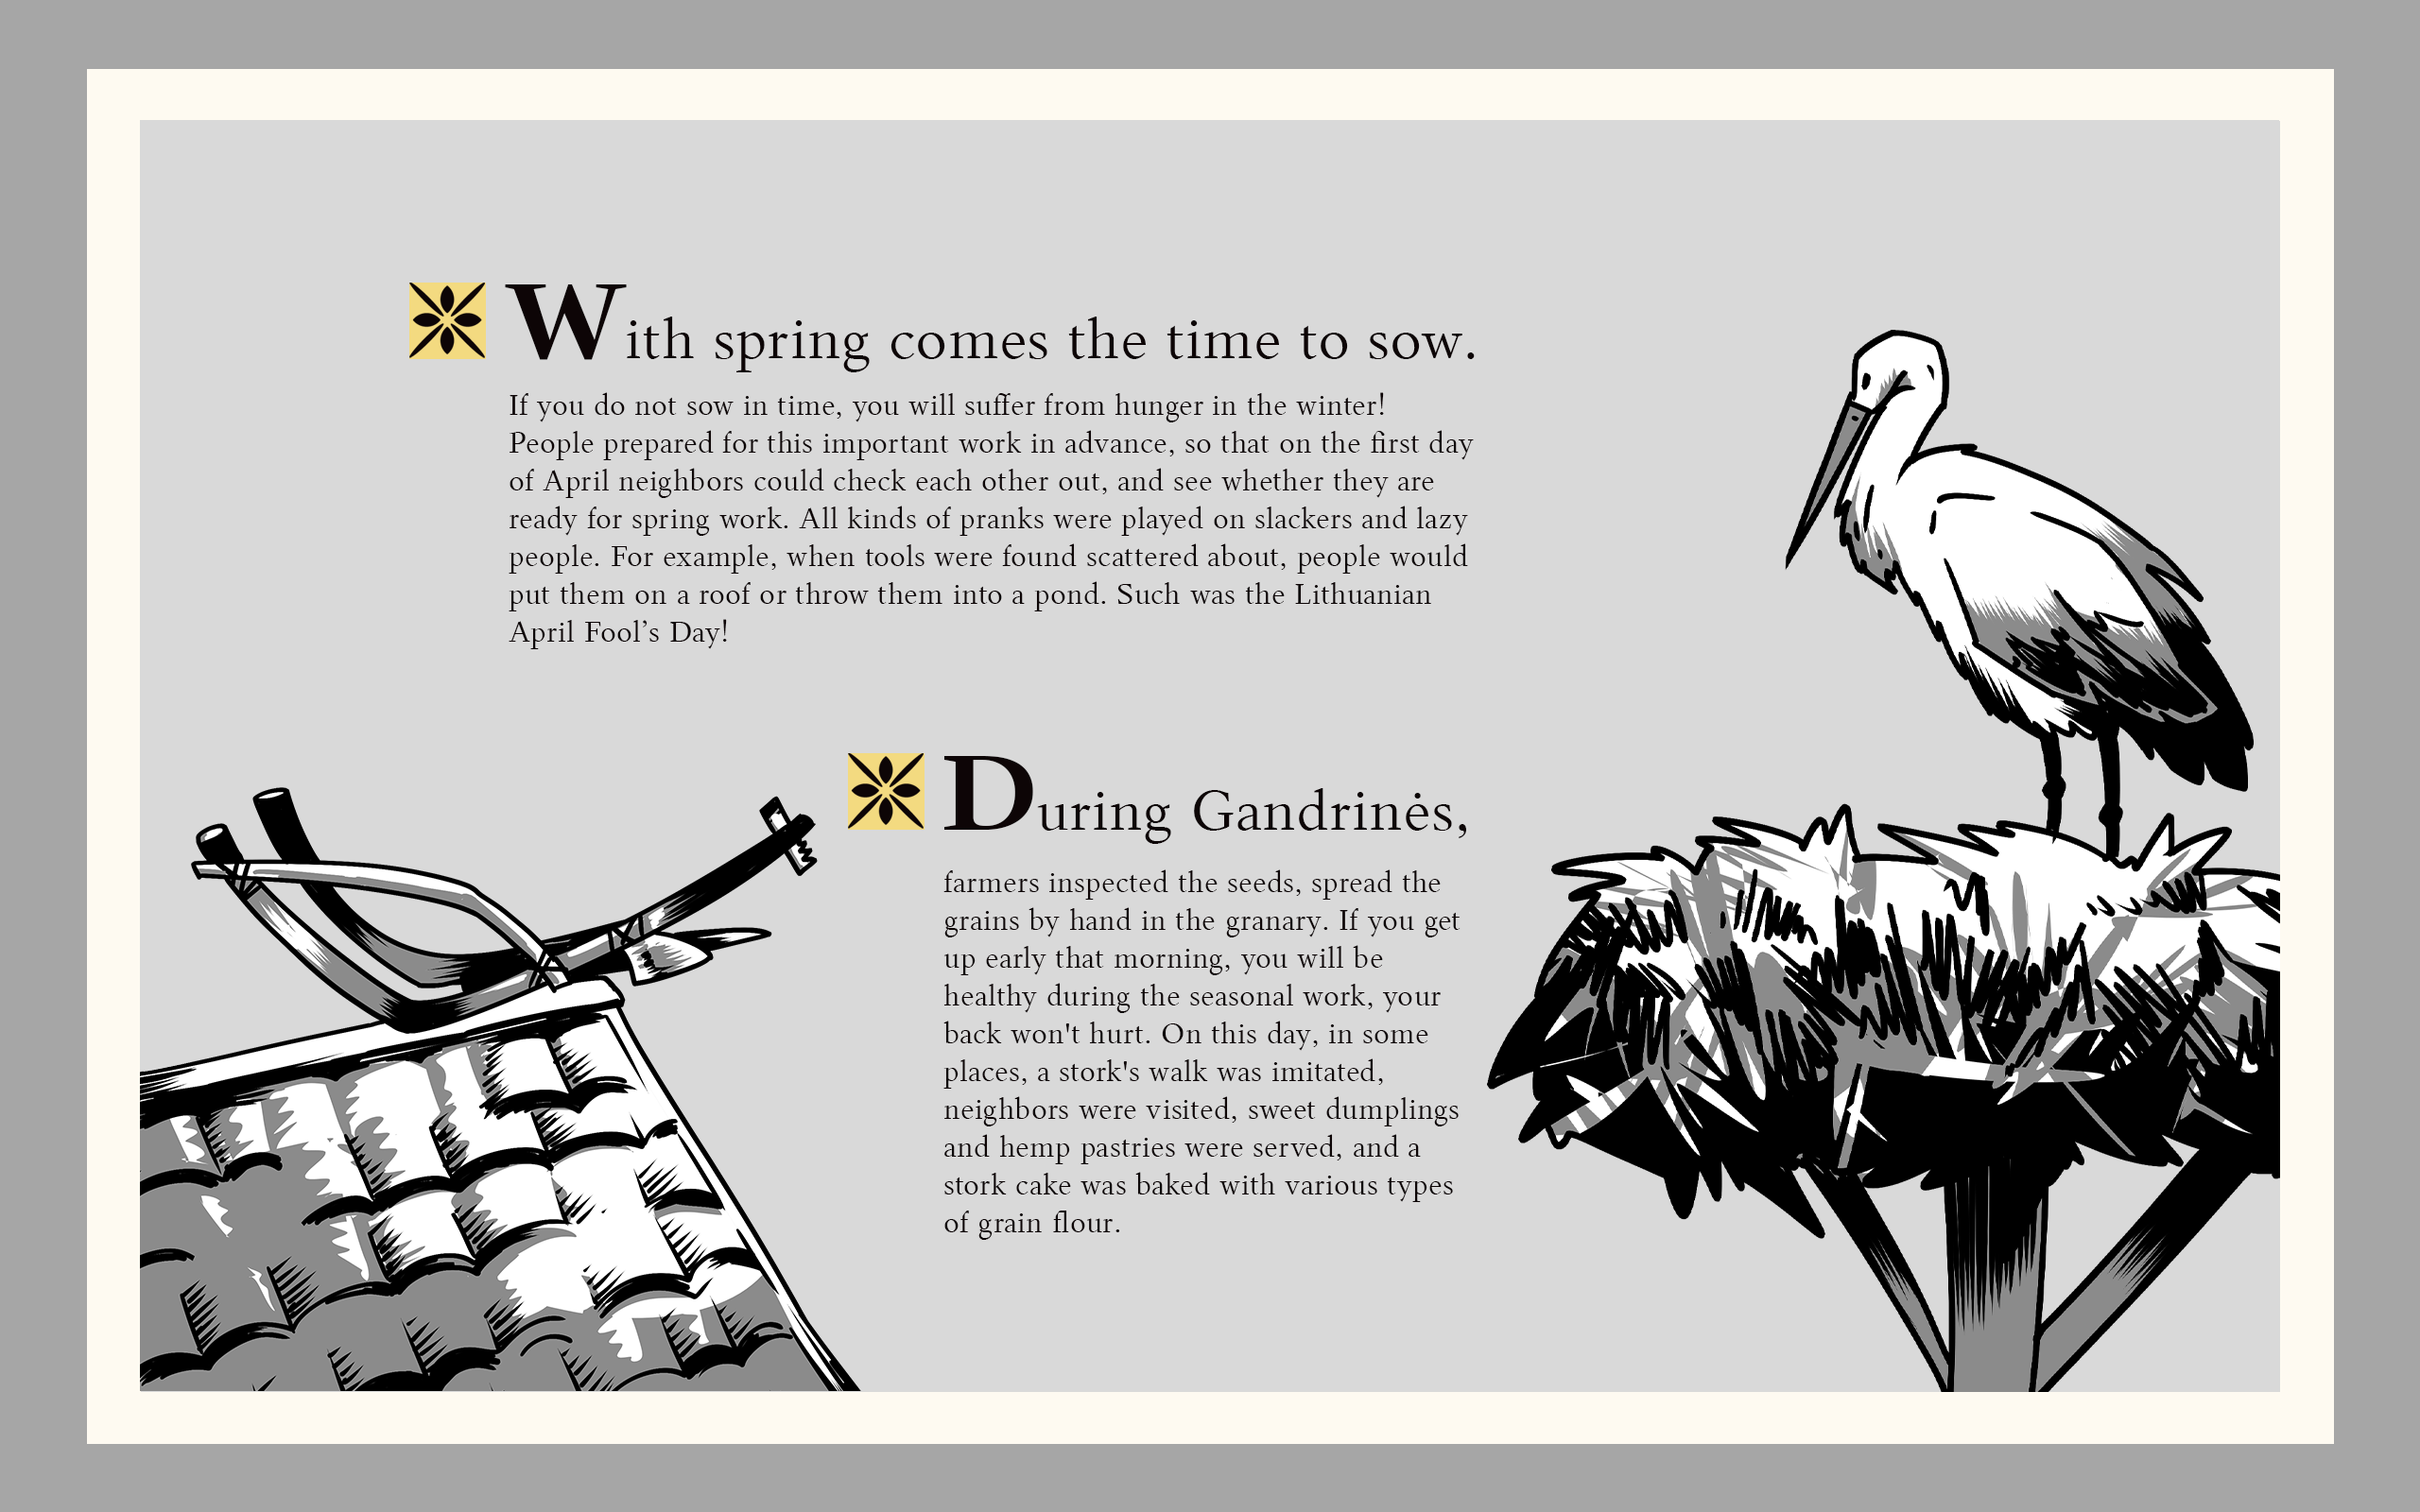 With spring comes the time to sow.
If you do not sow in time, you will suffer from hunger in the winter!
People prepared for this important work in advance, so that on the first day
of April neighbors could check each other out, and see whether they are
ready for spring work. All kinds of pranks were played on slackers and lazy
people. For example, when tools were found scattered about, people would
put them on a roof or throw them into a pond. Such was the Lithuanian
April Fool’s Day!
During Gandrinės,
farmers inspected the seeds, spread the
grains by hand in the granary. If you get
up early that morning, you will be
healthy during the seasonal work, your
back won't hurt. On this day, in some
places, a stork's walk was imitated,
neighbors were visited, sweet dumplings
and hemp pastries were served, and a
stork cake was baked with various types
of grain flour.